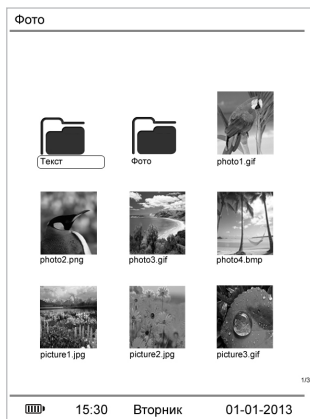 Фото
Текст
Фото
photo1.gif
photo2.png
photo3.gif
photo4.bmp
picture1.jpg
picture2.jpg
picture3.gif
1/3
15:30 Вторник 01-01-2013